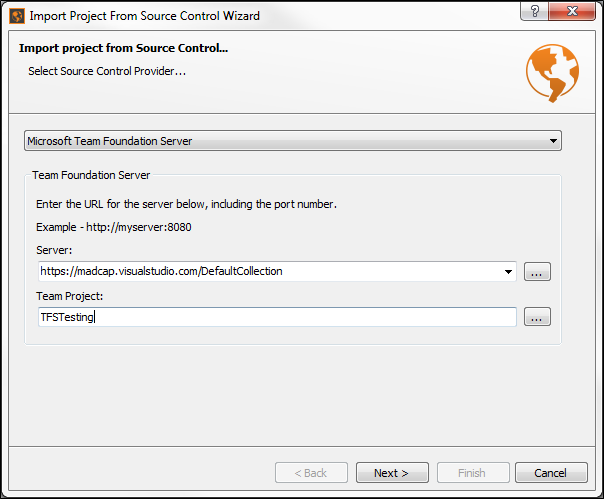 Import Project From Source Control Wizard
Import project from Source Control...
Select Source Control Provider...
Microsoft Team Foundation Server
Team Foundation Server
Enter the URL for the server below, including the port number.
Example - http://myserver:8080
Server:
https://madcap.visualstudio.com/DefaultCollection
...
Team Project:
TFSTesting
...
< Back
Next >
Finish
Cancel